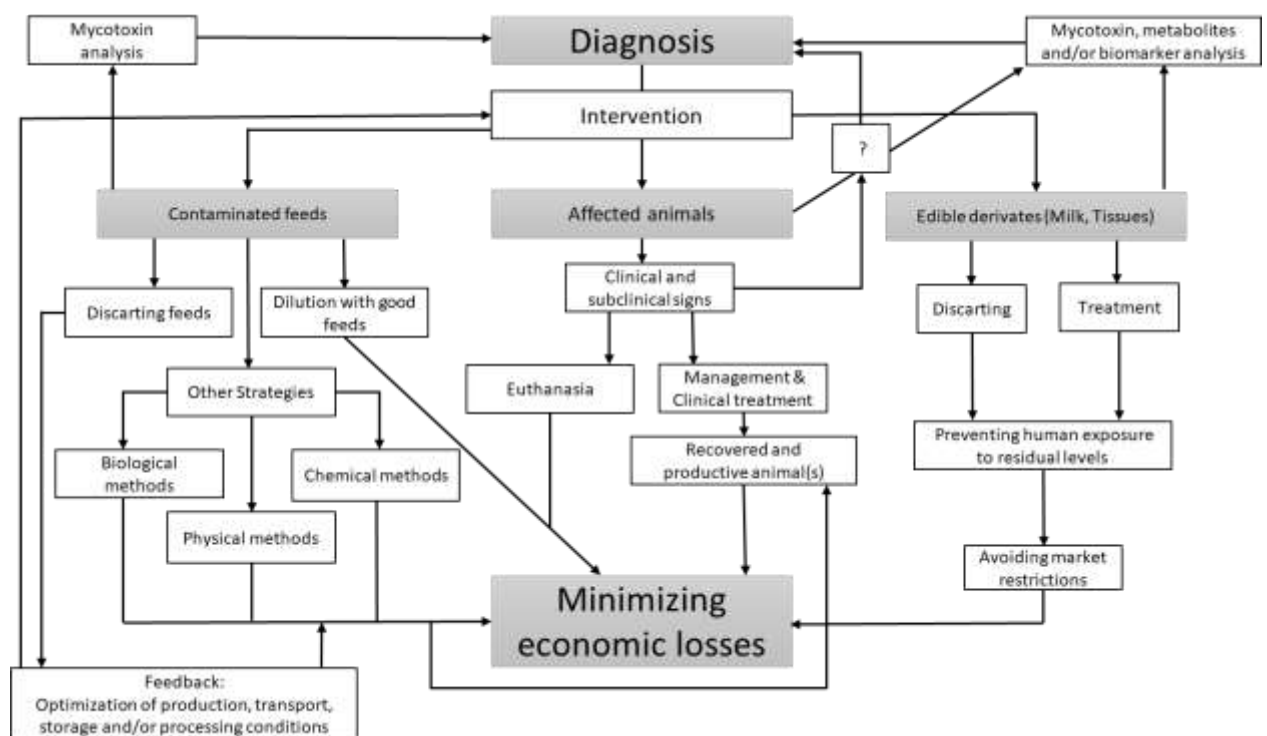 Mycotoxin
analysis
Diagnosis
Mycotoxin, metabolites
and/or biomarker analysis
Intervention
?
Contaminated feeds
Affected animals
Edible derivates (Milk, Tissues)
Discarting feeds
Dilution with good
feeds
Clinical and
subclinical signs
Discarting
Treatment
Other Strategies
Euthanasia
Management &
Clinical treatment
Biological
methods
Chemical methods
Recovered and
productive animal(s)
Preventing human exposure
to residual levels
Physical methods
Minimizing
economic losses
Avoiding market
restrictions
Feedback:
Optimization of production, transport,
storage and/or processing conditions